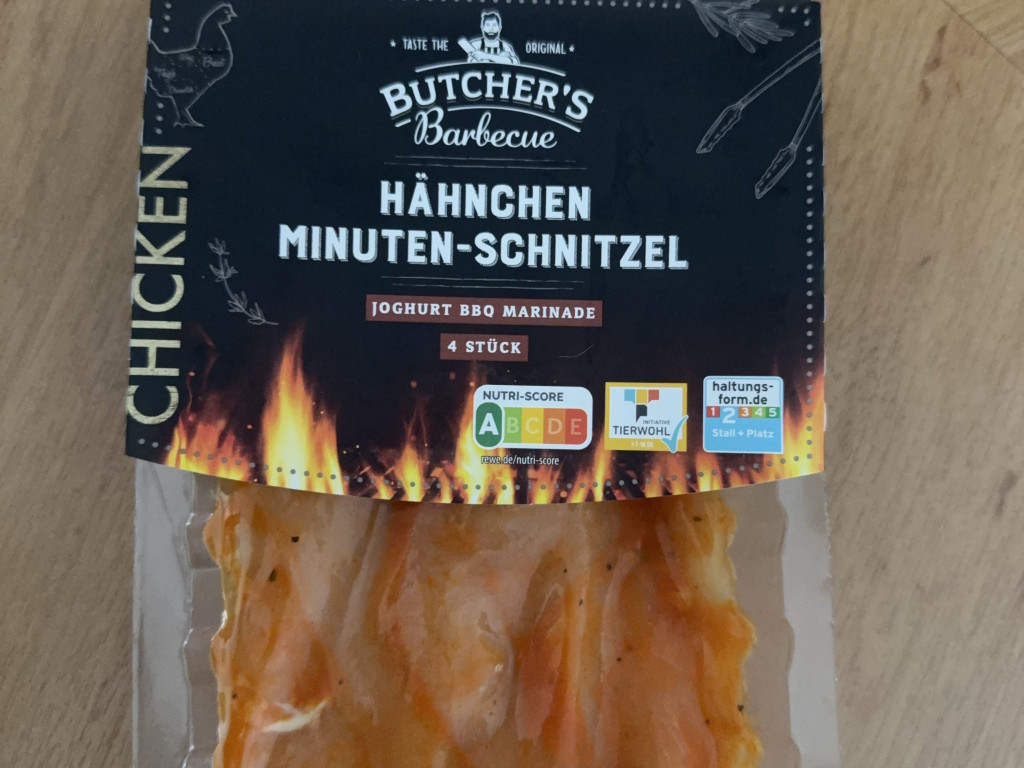 TASTE THE ORIGINAL
BUTCHER'S
Barbecue
CHICKEN
HÄHNCHEN
MINUTEN-SCHNITZEL
JOGHURT BBQ MARINADE
4 STÜCK
NUTRI-SCORE
A B C D E
rewe.de/nutri-score
INITIATIVE
TIERWOHL
haltungs-
form.de
1 2 3 4 5
Stall + Platz